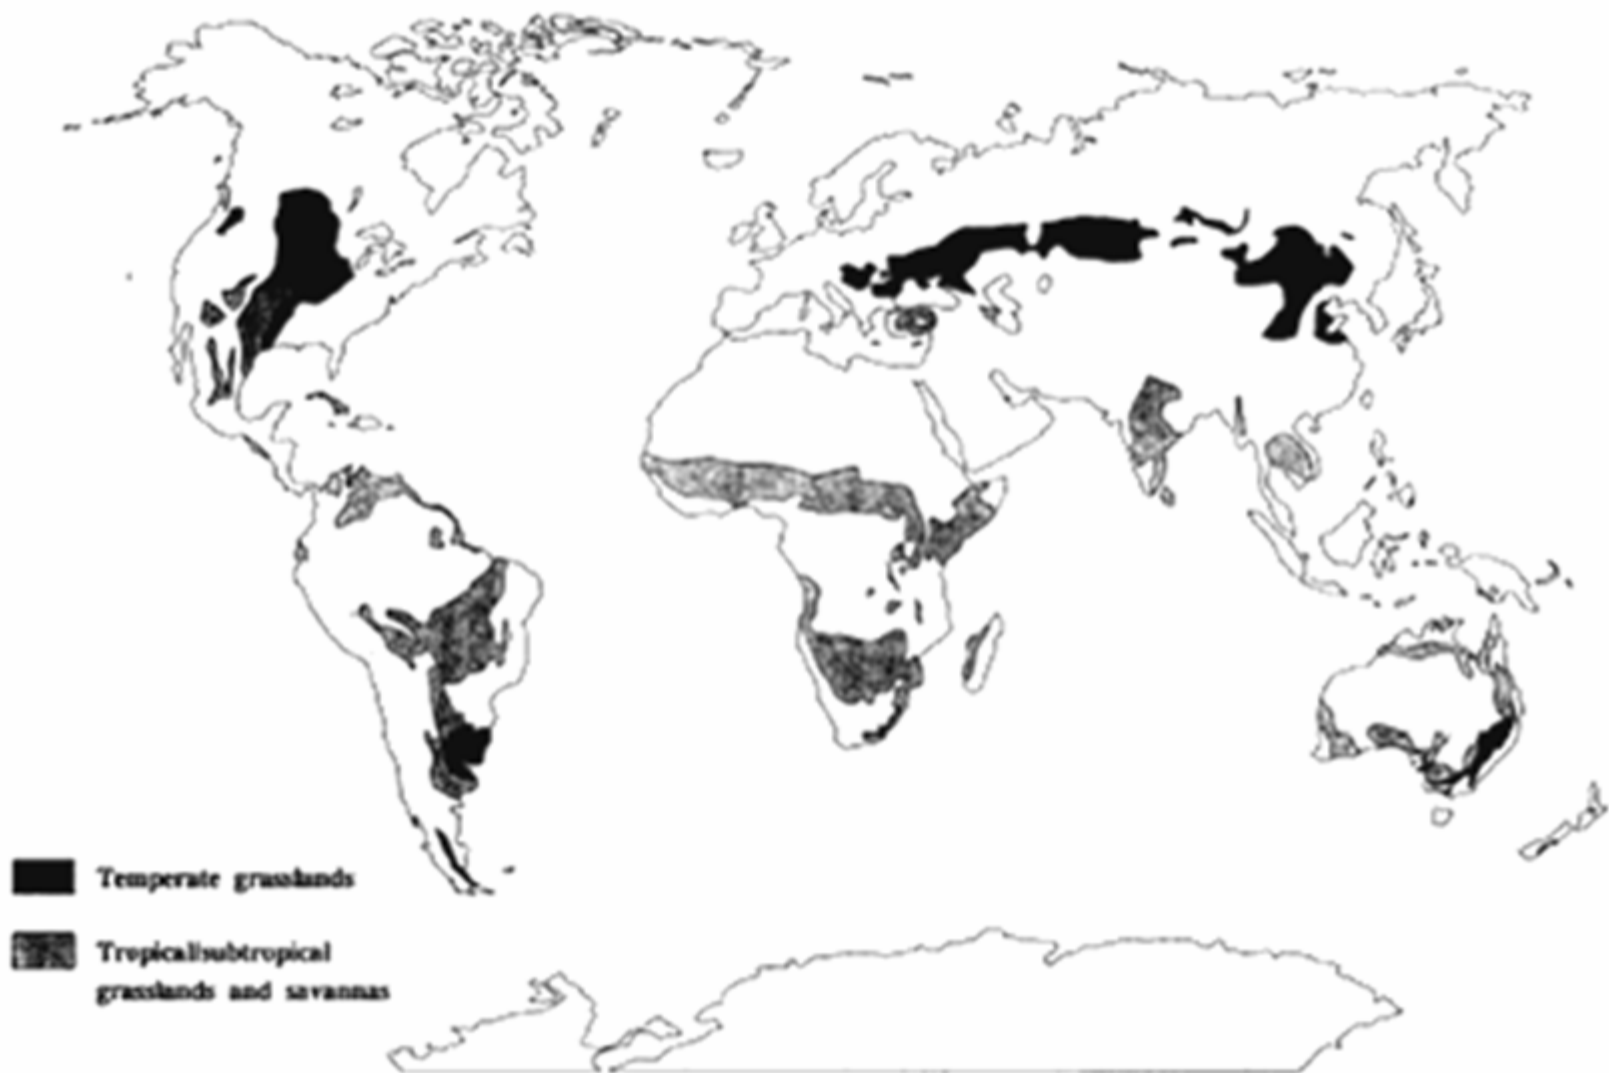 Temperate grasslands
Tropical/subtropical
grasslands and savannas